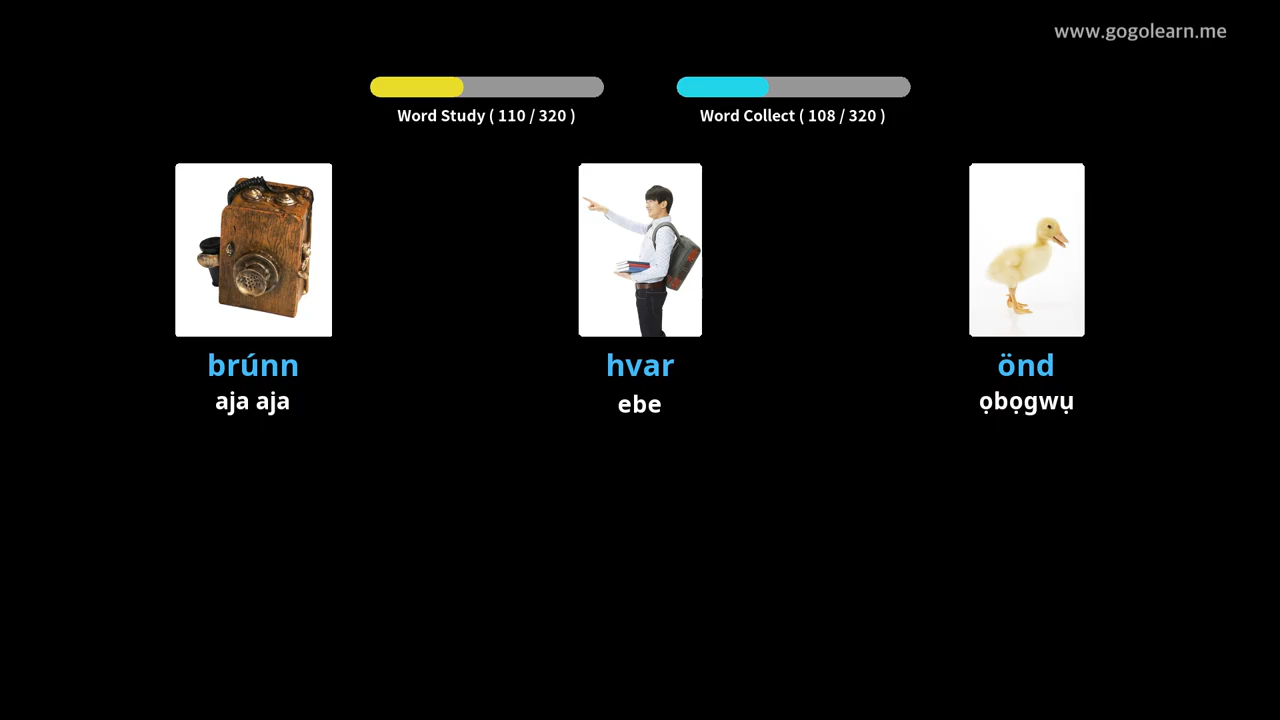 www.gogolearn.me
Word Study ( 110 / 320 )
Word Collect ( 108 / 320 )
brúnn
aja aja
hvar
ebe
önd
ọbọgwụ